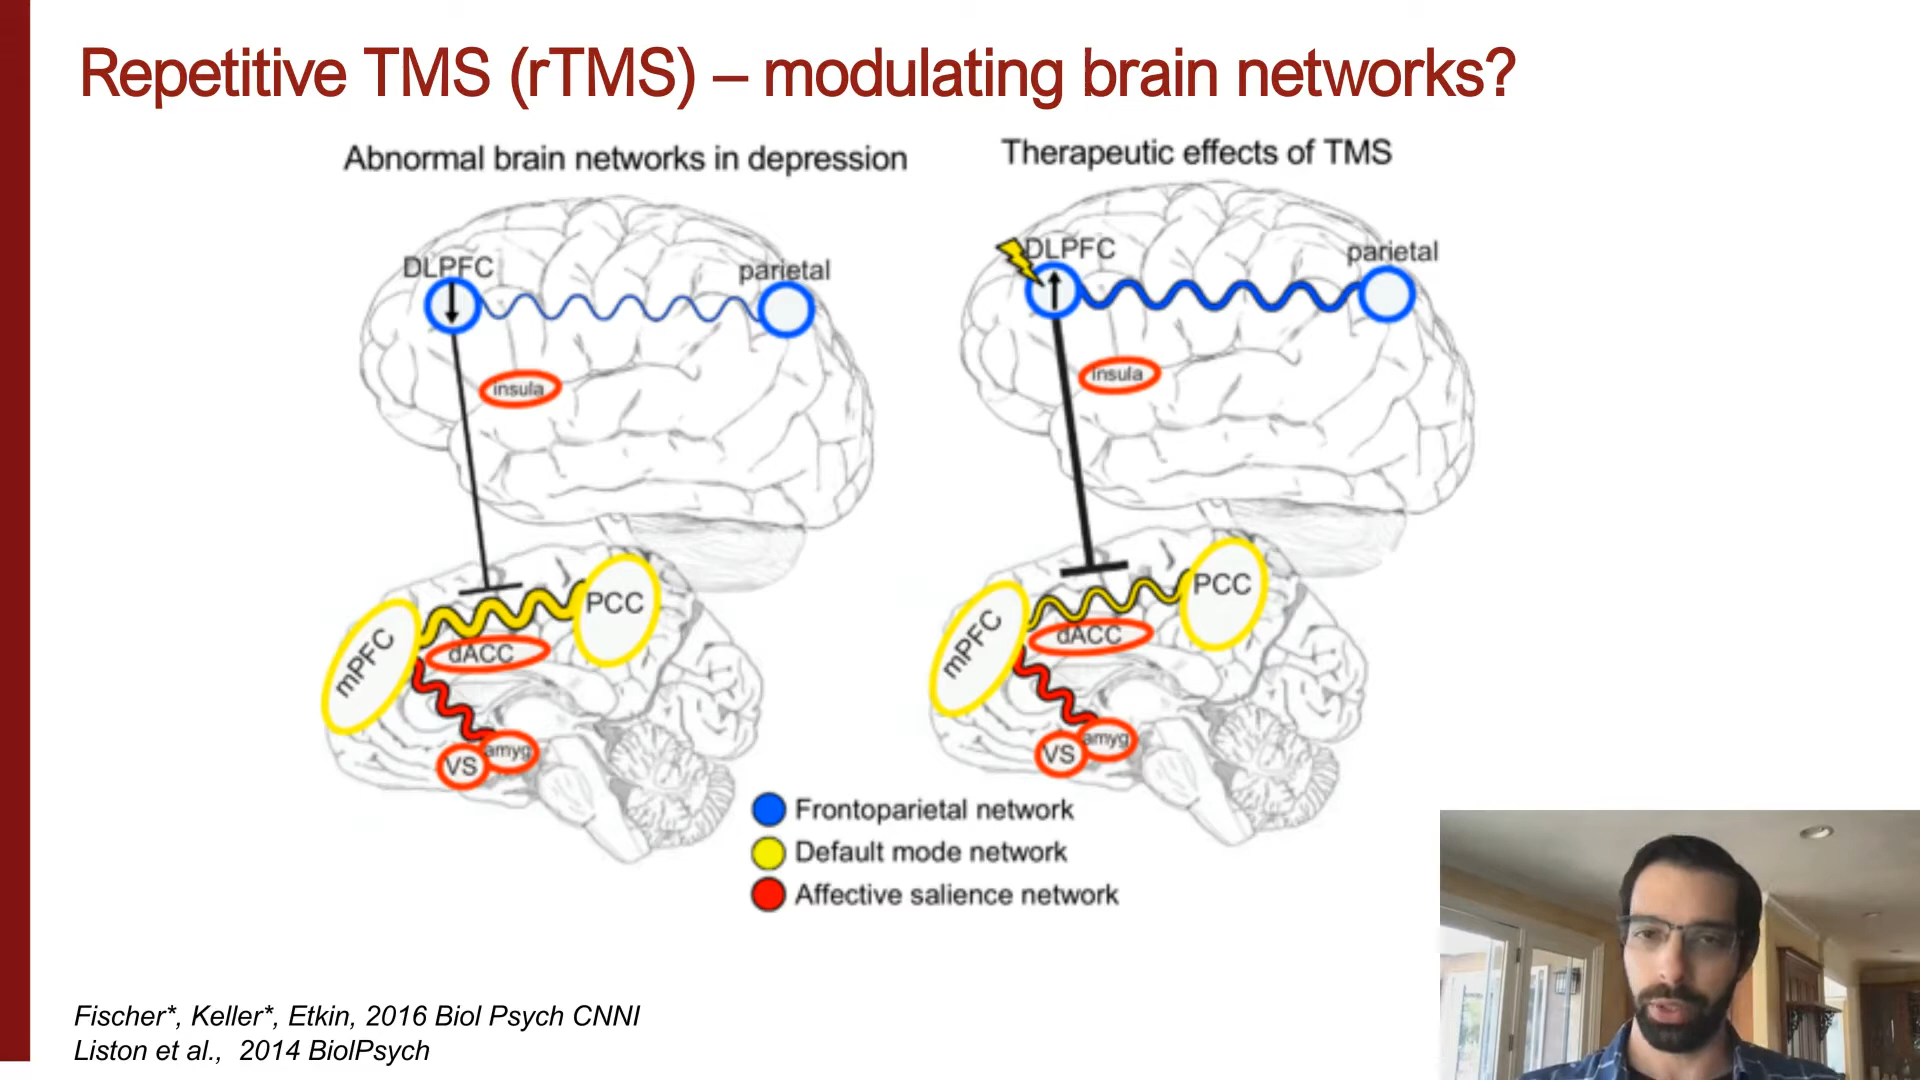 Repetitive TMS (rTMS) – modulating brain networks?
Abnormal brain networks in depression
DLPFC
parietal
insula
PCC
mPFC
dACC
amyg
VS
Therapeutic effects of TMS
DLPFC
parietal
insula
PCC
mPFC
dACC
amyg
VS
Frontoparietal network
Default mode network
Affective salience network
Fischer*, Keller*, Etkin, 2016 Biol Psych CNNI
Liston et al., 2014 BiolPsych